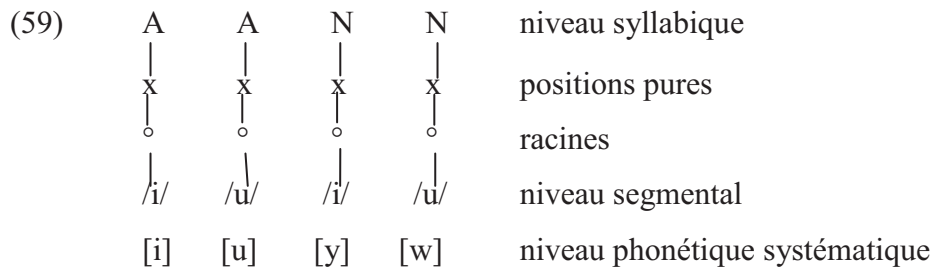 (59) A A N N niveau syllabique
x x x x positions pures
° ° ° ° racines
/i/ /u/ /i/ /u/ niveau segmental
[i] [u] [y] [w] niveau phonétique systématique